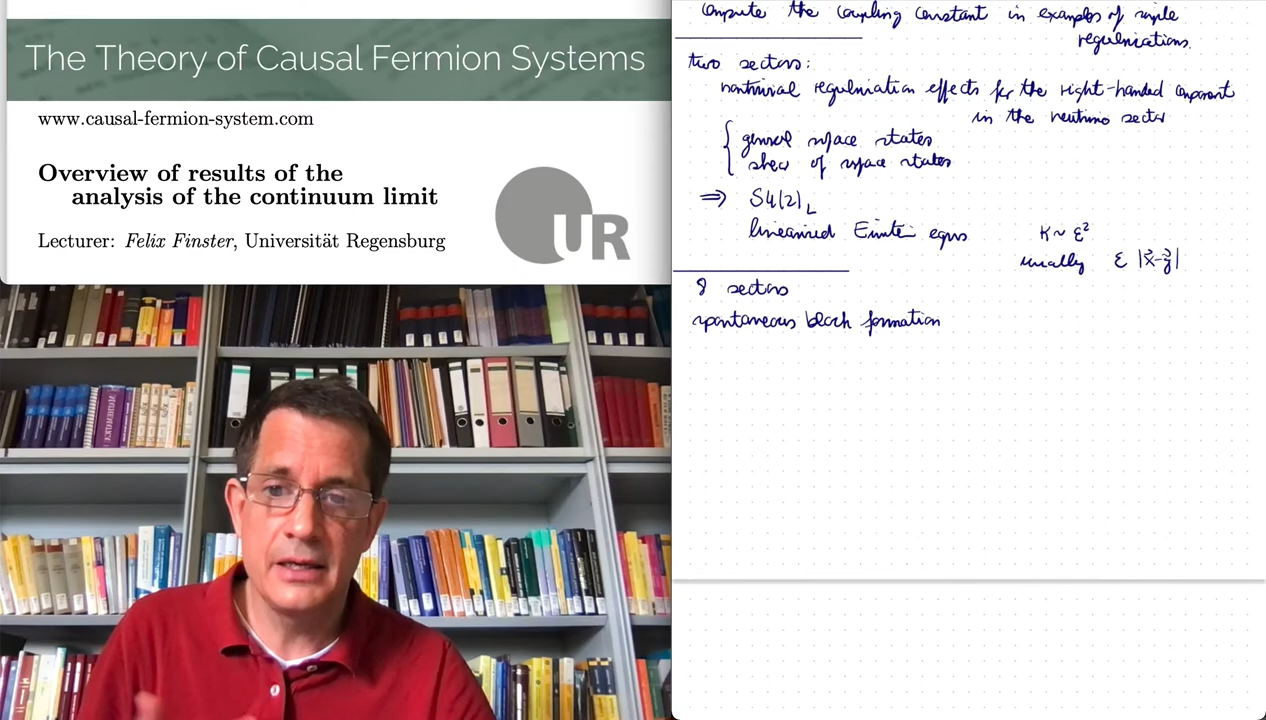 The Theory of Causal Fermion Systems
www.causal-fermion-system.com
Overview of results of the
analysis of the continuum limit
Lecturer: Felix Finster, Universität Regensburg
UR
compute the coupling constant in examples of simple
regularizations.
two sectors:
nontrivial regularization effects for the right-handed component
in the neutrino sector
{ general surface states
shear of surface states
⇒ SU(2)_L
linearized Einstein eqns κ ~ ε²
usually ε |x⃗-y⃗|
8 sectors
spontaneous block formation